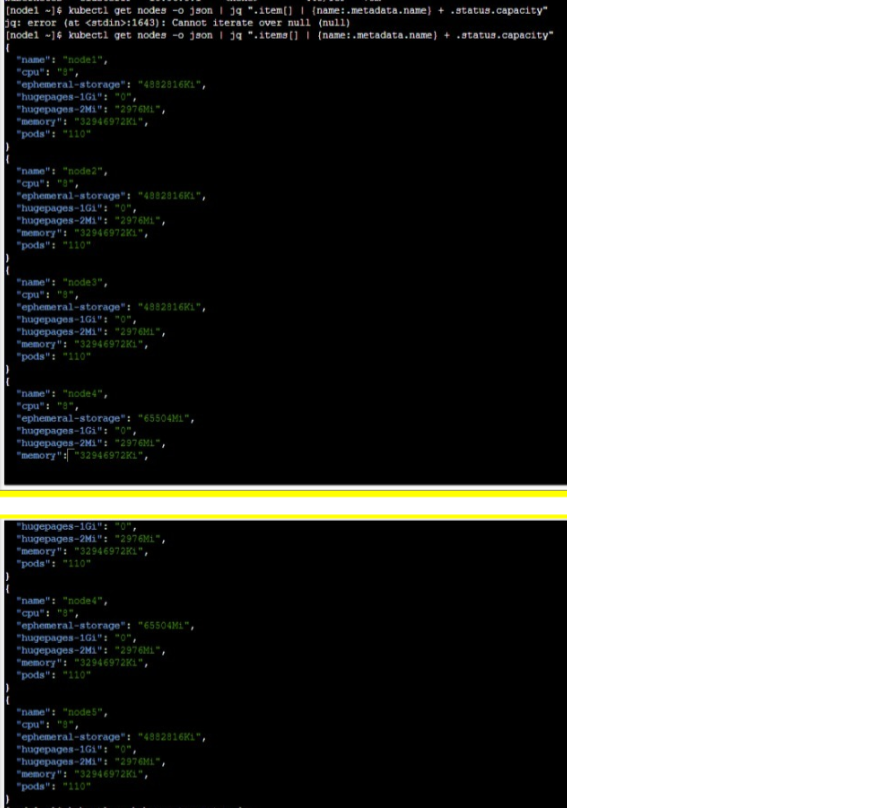 [node1 ~]$ kubectl get nodes -o json | jq ".item[] | {name:.metadata.name} + .status.capacity"
jq: error (at <stdin>:1643): Cannot iterate over null (null)
[node1 ~]$ kubectl get nodes -o json | jq ".items[] | {name:.metadata.name} + .status.capacity"
{
"name": "node1",
"cpu": "8",
"ephemeral-storage": "4882816Ki",
"hugepages-1Gi": "0",
"hugepages-2Mi": "2976Mi",
"memory": "32946972Ki",
"pods": "110"
}
{
"name": "node2",
"cpu": "8",
"ephemeral-storage": "4882816Ki",
"hugepages-1Gi": "0",
"hugepages-2Mi": "2976Mi",
"memory": "32946972Ki",
"pods": "110"
}
{
"name": "node3",
"cpu": "8",
"ephemeral-storage": "4882816Ki",
"hugepages-1Gi": "0",
"hugepages-2Mi": "2976Mi",
"memory": "32946972Ki",
"pods": "110"
}
{
"name": "node4",
"cpu": "8",
"ephemeral-storage": "65504Mi",
"hugepages-1Gi": "0",
"hugepages-2Mi": "2976Mi",
"memory": "32946972Ki",
"hugepages-1Gi": "0",
"hugepages-2Mi": "2976Mi",
"memory": "32946972Ki",
"pods": "110"
}
{
"name": "node4",
"cpu": "8",
"ephemeral-storage": "65504Mi",
"hugepages-1Gi": "0",
"hugepages-2Mi": "2976Mi",
"memory": "32946972Ki",
"pods": "110"
}
{
"name": "node5",
"cpu": "8",
"ephemeral-storage": "4882816Ki",
"hugepages-1Gi": "0",
"hugepages-2Mi": "2976Mi",
"memory": "32946972Ki",
"pods": "110"
}